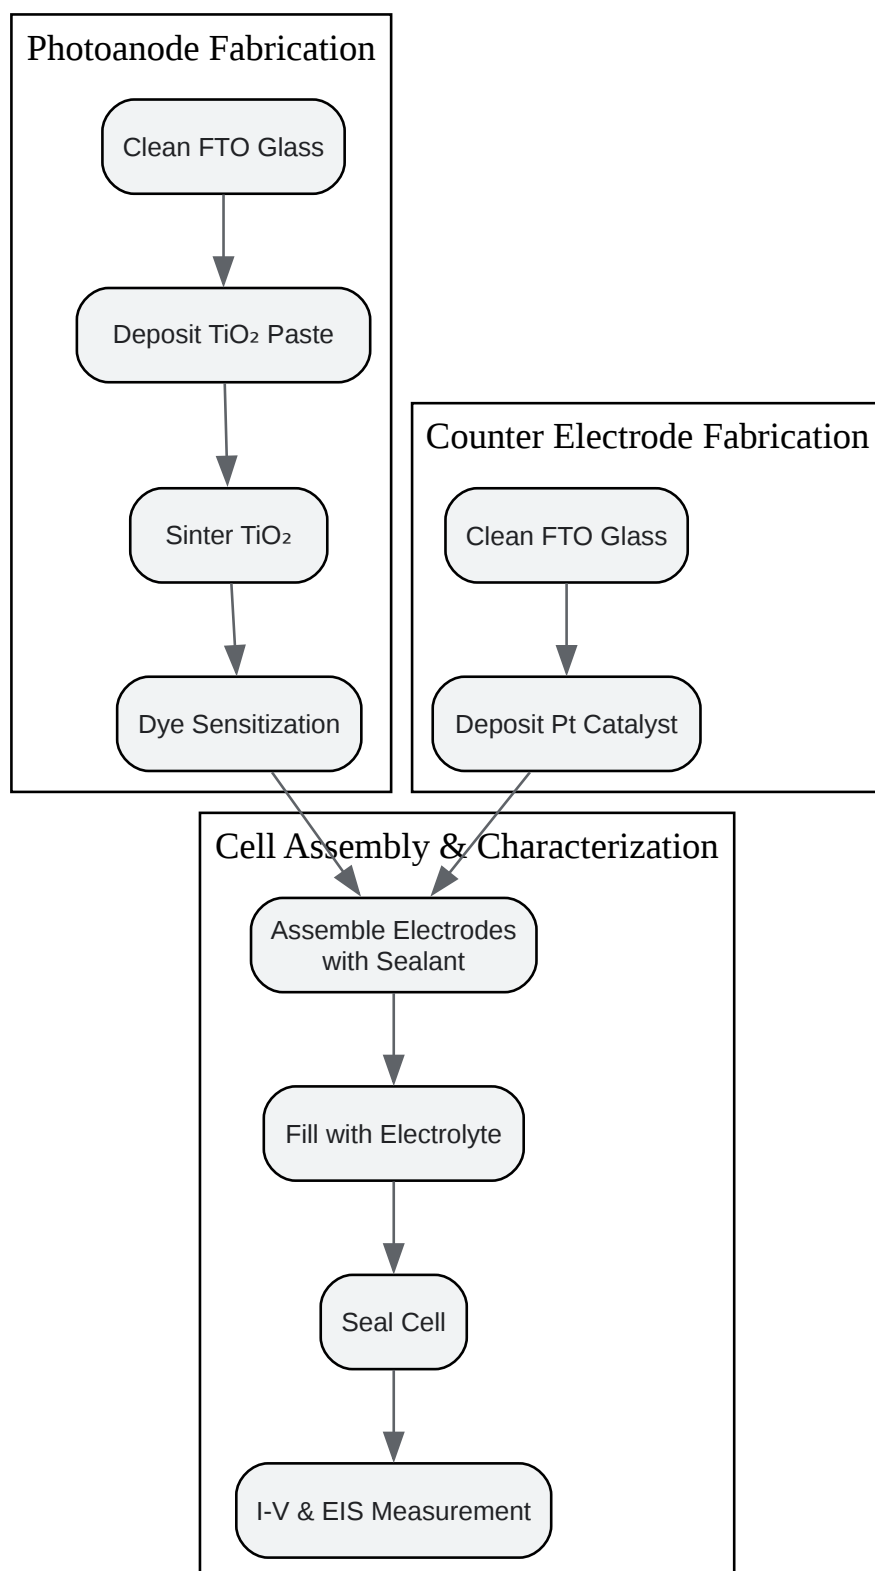 Photoanode Fabrication
Clean FTO Glass
Deposit TiO₂ Paste
Sinter TiO₂
Dye Sensitization
Counter Electrode Fabrication
Clean FTO Glass
Deposit Pt Catalyst
Cell Assembly & Characterization
Assemble Electrodes
with Sealant
Fill with Electrolyte
Seal Cell
I-V & EIS Measurement